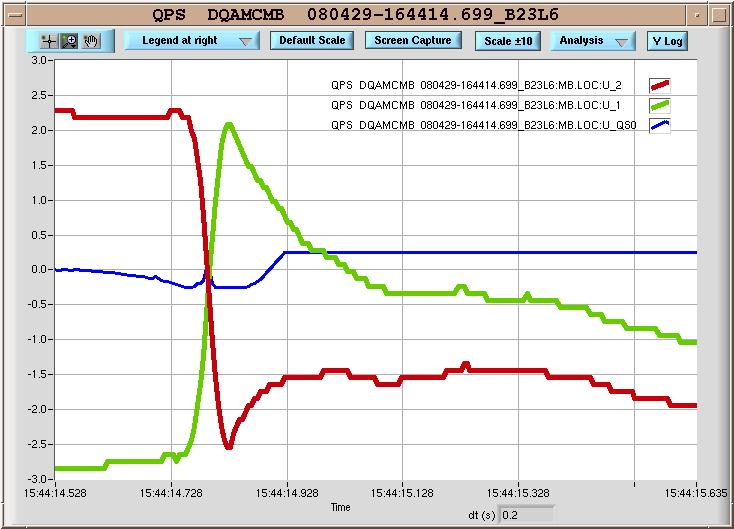 QPS DQAMCMB 080429-164414.699_B23L6
Legend at right Default Scale Screen Capture Scale ±10 Analysis Y Log
QPS DQAMCMB 080429-164414.699_B23L6:MB.LOC:U_2
QPS DQAMCMB 080429-164414.699_B23L6:MB.LOC:U_1
QPS DQAMCMB 080429-164414.699_B23L6:MB.LOC:U_QS0
3.0
2.5
2.0
1.5
1.0
0.5
0.0
-0.5
-1.0
-1.5
-2.0
-2.5
-3.0
15:44:14.528 15:44:14.728 15:44:14.928 15:44:15.128 15:44:15.328 15:44:15.635
Time
dt (s) 0.2